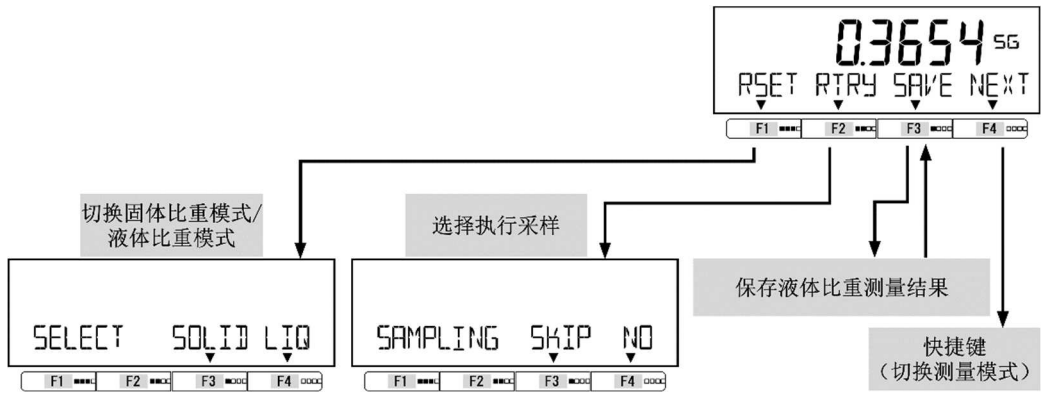 0.3654 SG
RSET RTRY SAVE NEXT
F1 F2 F3 F4
切换固体比重模式/
液体比重模式
选择执行采样
保存液体比重测量结果
SELECT SOLID LIQ
F1 F2 F3 F4
SAMPLING SKIP NO
F1 F2 F3 F4
快捷键
（切换测量模式）